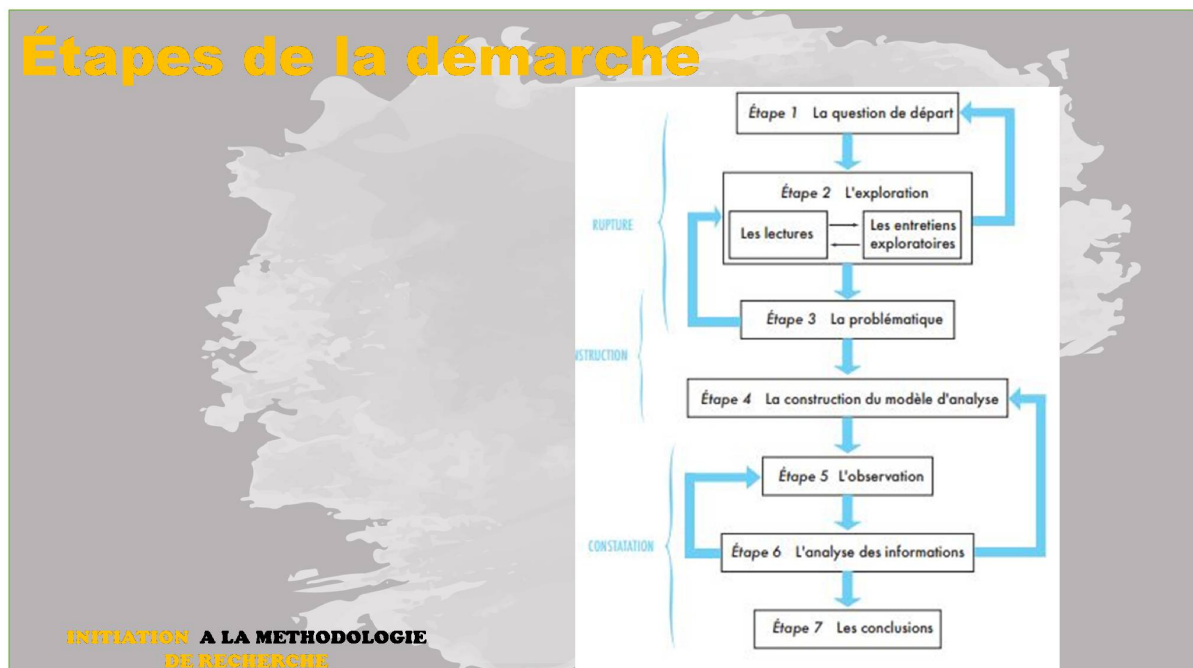 Étapes de la démarche
Étape 1 La question de départ
Étape 2 L'exploration
RUPTURE
Les lectures
Les entretiens
exploratoires
Étape 3 La problématique
NSTRUCTION
Étape 4 La construction du modèle d'analyse
Étape 5 L'observation
CONSTATATION
Étape 6 L'analyse des informations
Étape 7 Les conclusions
INITIATION A LA METHODOLOGIE
DE RECHERCHE